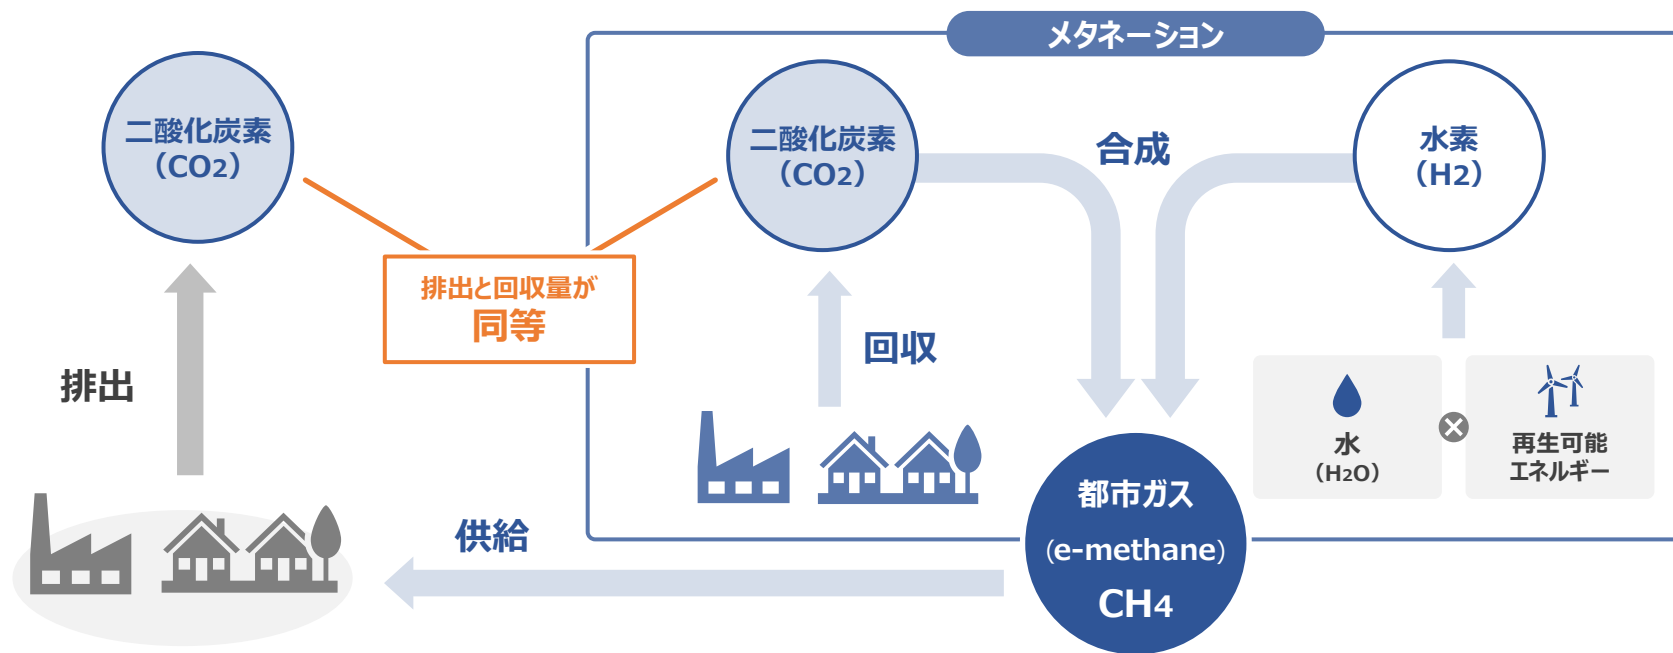 メタネーション
二酸化炭素
（CO2）
二酸化炭素
（CO2）
合成
水素
（H2）
排出と回収量が
同等
回収
排出
水
（H2O）
再生可能
エネルギー
都市ガス
（e-methane）
CH4
供給